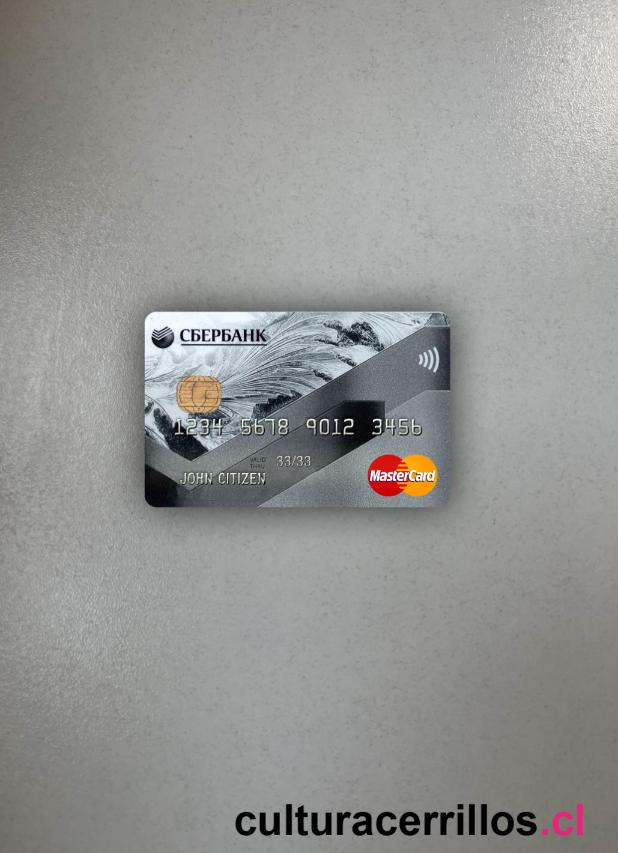 СБЕРБАНК
1234 5678 9012 3456
VALID
THRU
33/33
JOHN CITIZEN
MasterCard
culturacerrillos.cl